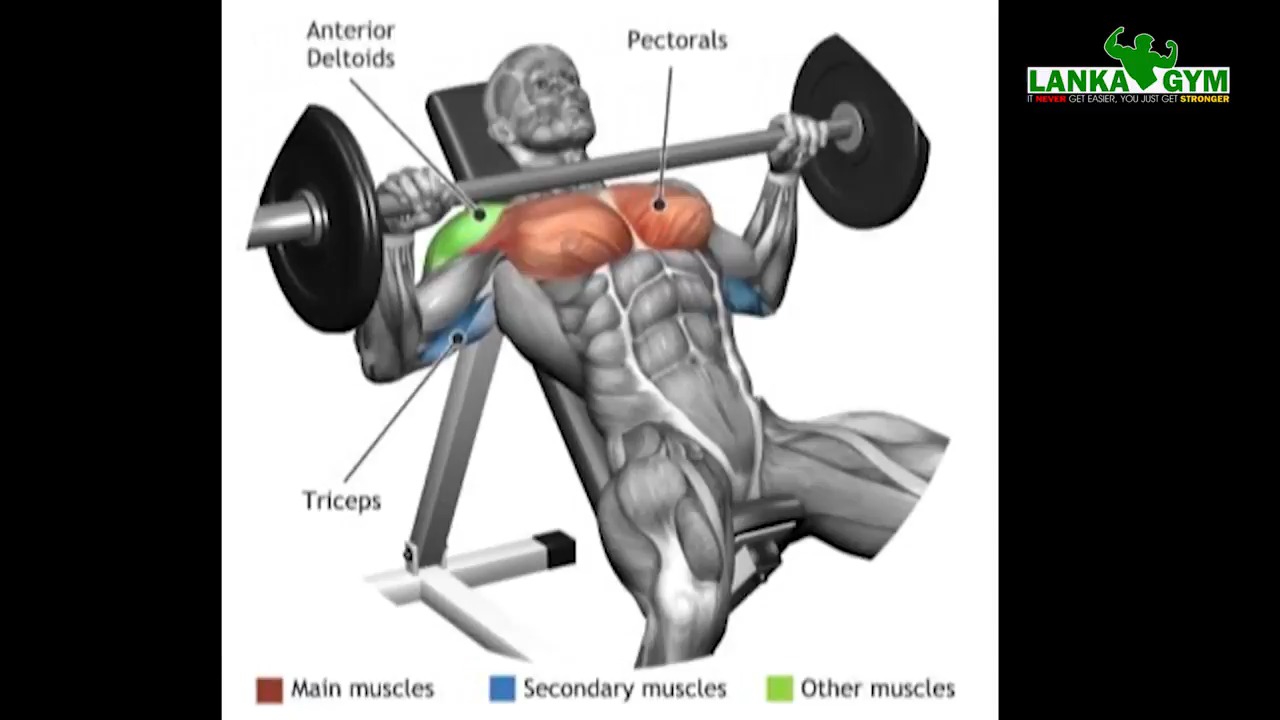 Anterior
Deltoids
Pectorals
LANKA GYM
IT NEVER GET EASIER, YOU JUST GET STRONGER
Triceps
Main muscles
Secondary muscles
Other muscles